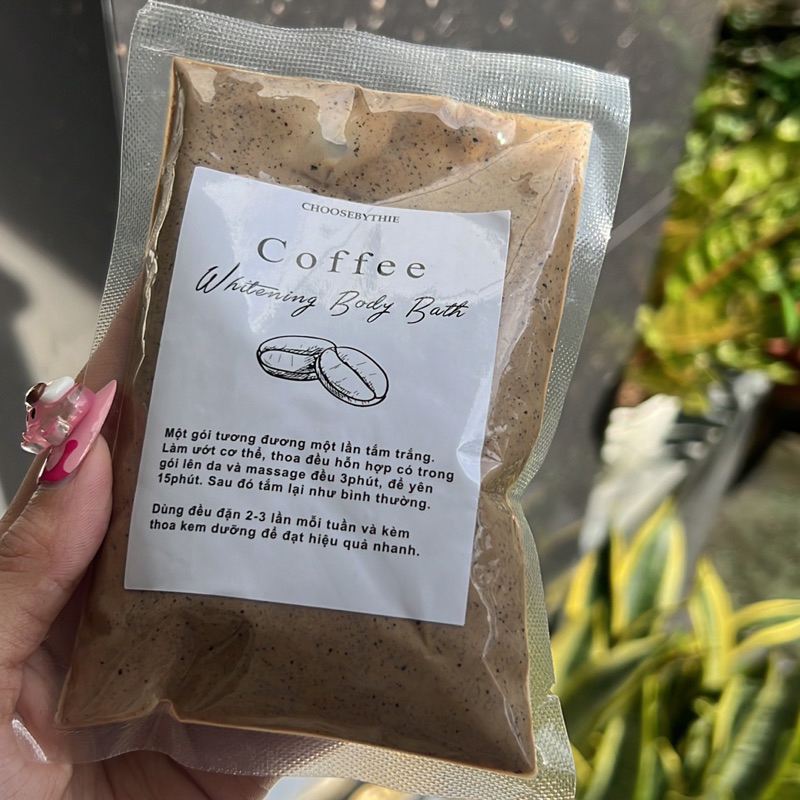 CHOOSEBYTHIE
Coffee
Whitening Body Bath
Một gói tương đương một lần tắm trắng.
Làm ướt cơ thể, thoa đều hỗn hợp có trong
gói lên da và massage đều 3phút, để yên
15phút. Sau đó tắm lại như bình thường.
Dùng đều đặn 2-3 lần mỗi tuần và kèm
thoa kem dưỡng để đạt hiệu quả nhanh.